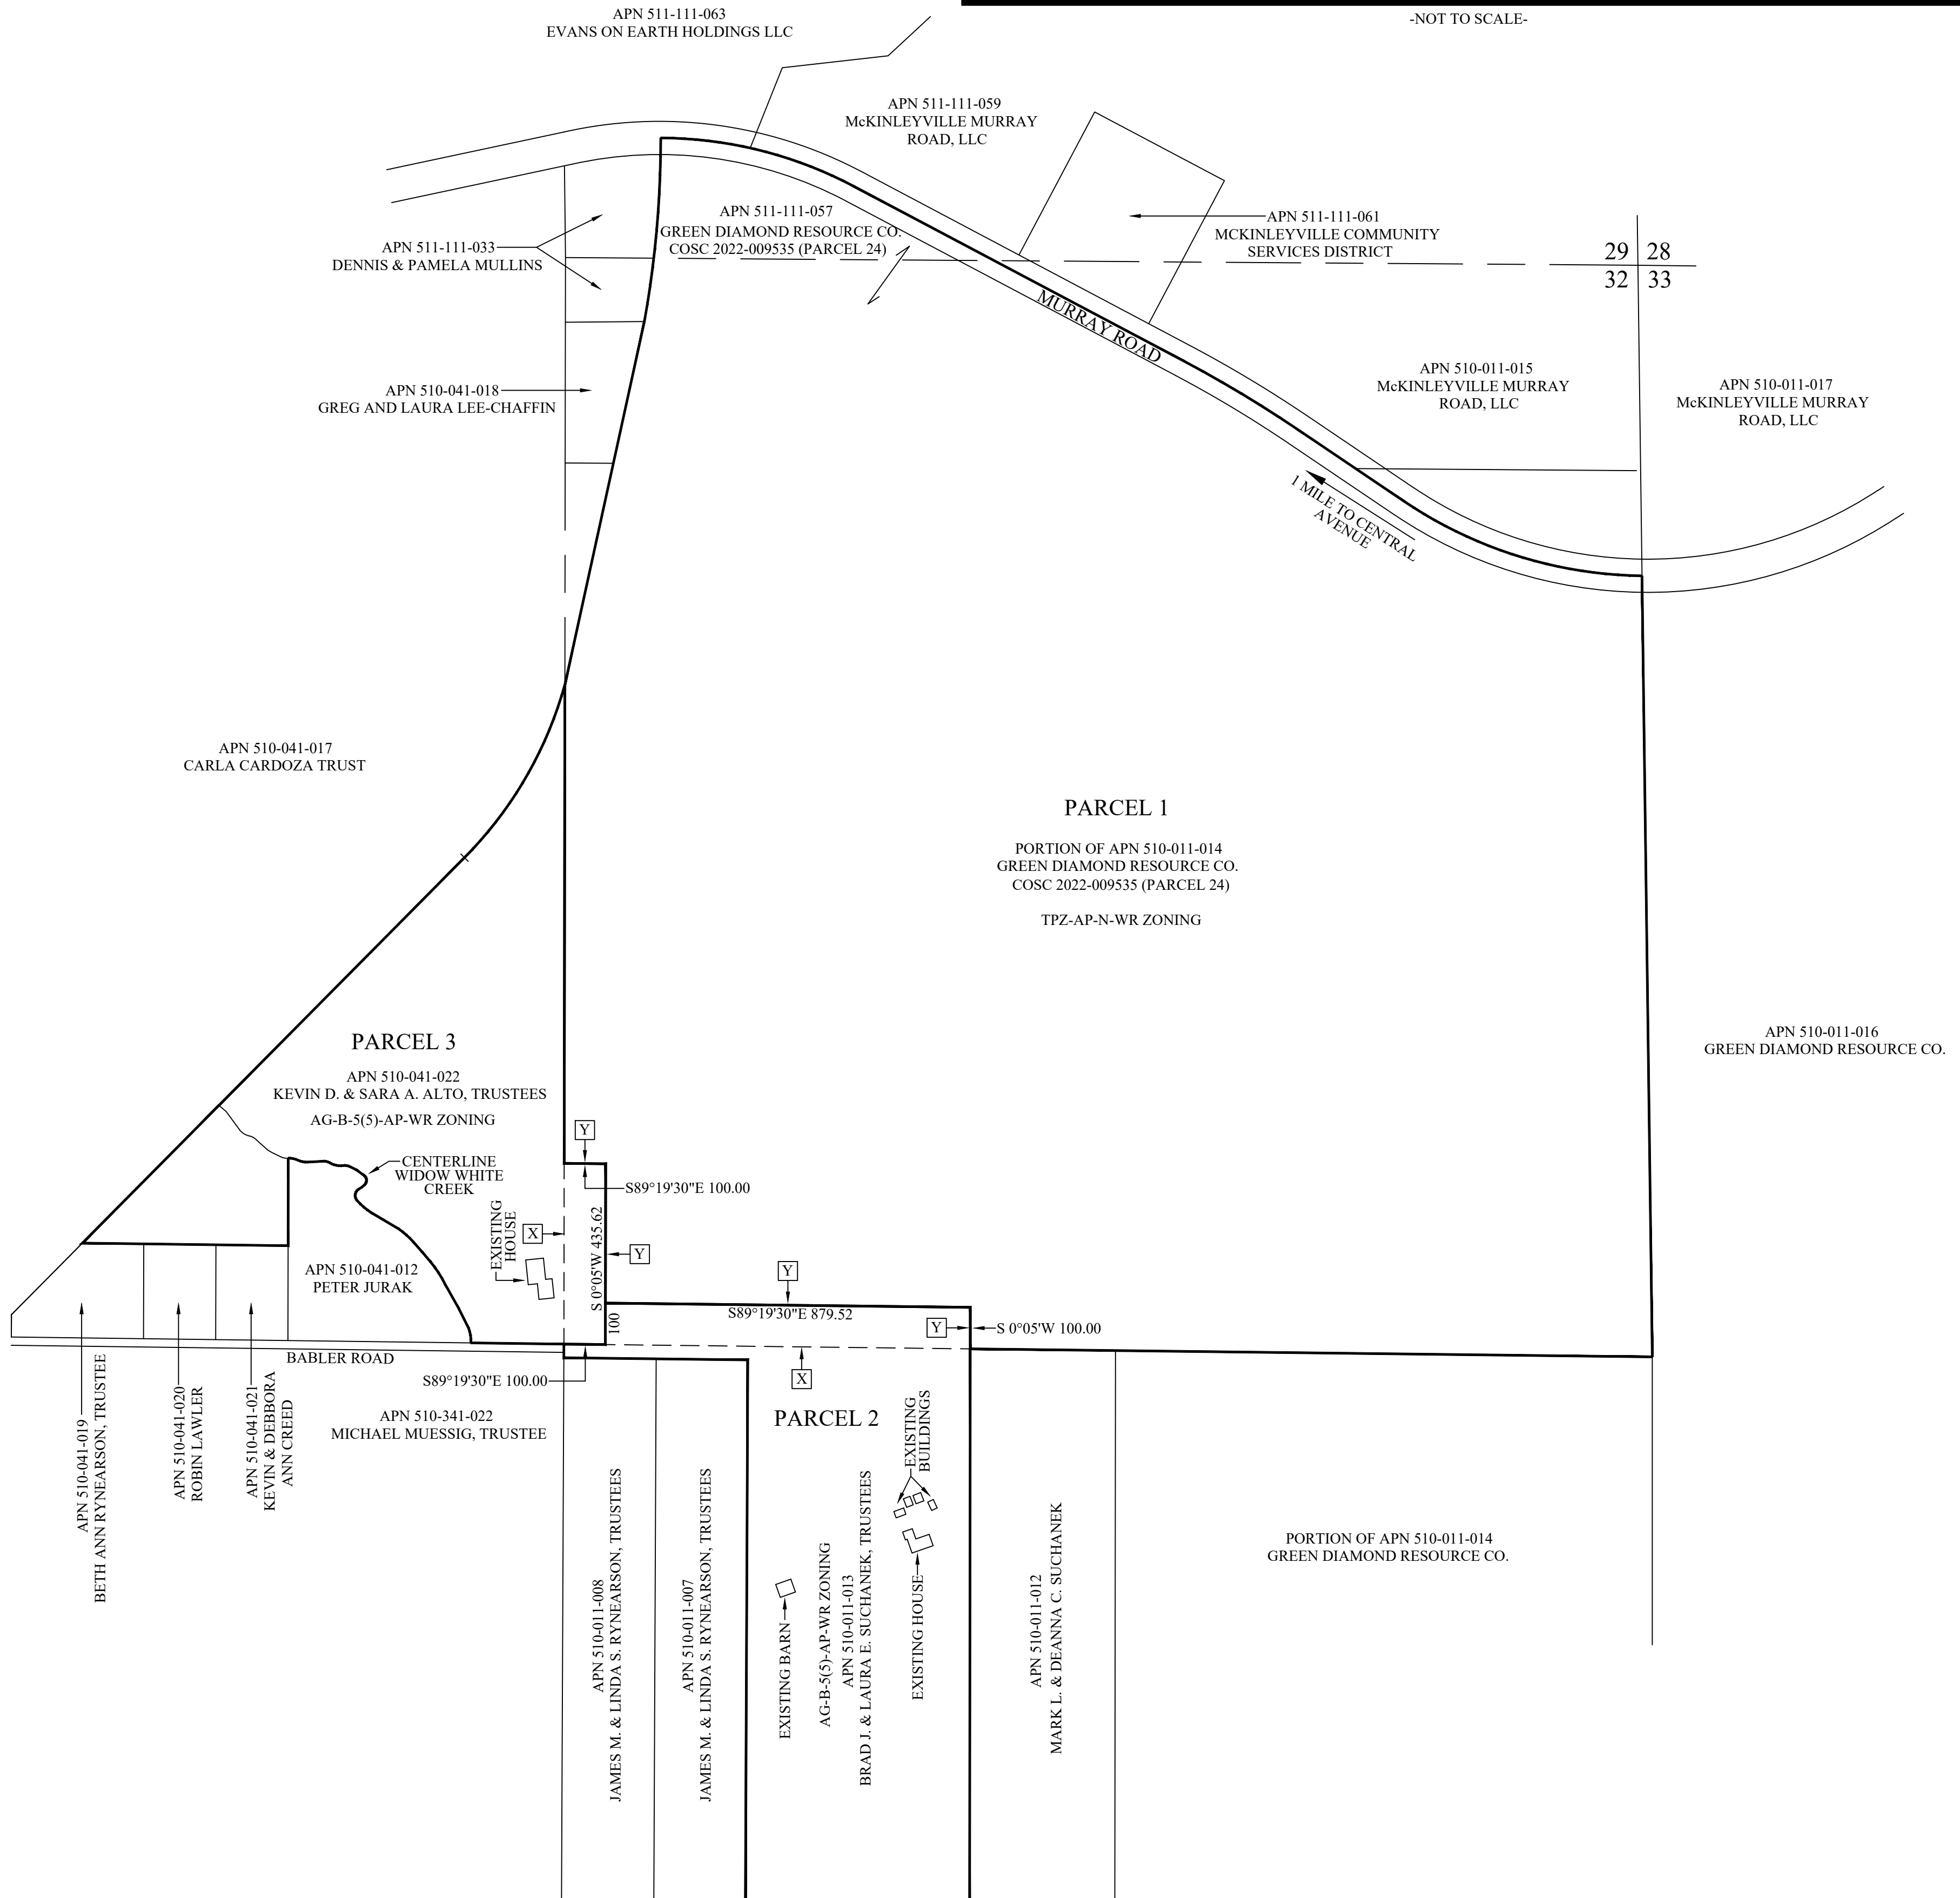 APN 511-111-063
EVANS ON EARTH HOLDINGS LLC
-NOT TO SCALE-
APN 511-111-059
McKINLEYVILLE MURRAY
ROAD, LLC
APN 511-111-057
GREEN DIAMOND RESOURCE CO.
COSC 2022-009535 (PARCEL 24)
APN 511-111-061
MCKINLEYVILLE COMMUNITY
SERVICES DISTRICT
APN 511-111-033
DENNIS & PAMELA MULLINS
29 28
32 33
MURRAY ROAD
APN 510-041-018
GREG AND LAURA LEE-CHAFFIN
APN 510-011-015
McKINLEYVILLE MURRAY
ROAD, LLC
APN 510-011-017
McKINLEYVILLE MURRAY
ROAD, LLC
1 MILE TO CENTRAL
AVENUE
APN 510-041-017
CARLA CARDOZA TRUST
PARCEL 1
PORTION OF APN 510-011-014
GREEN DIAMOND RESOURCE CO.
COSC 2022-009535 (PARCEL 24)
TPZ-AP-N-WR ZONING
APN 510-011-016
GREEN DIAMOND RESOURCE CO.
PARCEL 3
APN 510-041-022
KEVIN D. & SARA A. ALTO, TRUSTEES
AG-B-5(5)-AP-WR ZONING
CENTERLINE
WIDOW WHITE
CREEK
Y
S89°19'30"E 100.00
EXISTING
HOUSE
X
S 0°05'W 435.62
Y
APN 510-041-012
PETER JURAK
Y
S89°19'30"E 879.52
100
Y
S 0°05'W 100.00
BABLER ROAD
S89°19'30"E 100.00
X
APN 510-341-022
MICHAEL MUESSIG, TRUSTEE
PARCEL 2
EXISTING
BUILDINGS
APN 510-041-019
BETH ANN RYNEARSON, TRUSTEE
APN 510-041-020
ROBIN LAWLER
APN 510-041-021
KEVIN & DEBBORA
ANN CREED
APN 510-011-008
JAMES M. & LINDA S. RYNEARSON, TRUSTEES
APN 510-011-007
JAMES M. & LINDA S. RYNEARSON, TRUSTEES
EXISTING BARN
AG-B-5(5)-AP-WR ZONING
APN 510-011-013
BRAD J. & LAURA E. SUCHANEK, TRUSTEES
EXISTING HOUSE
APN 510-011-012
MARK L. & DEANNA C. SUCHANEK
PORTION OF APN 510-011-014
GREEN DIAMOND RESOURCE CO.